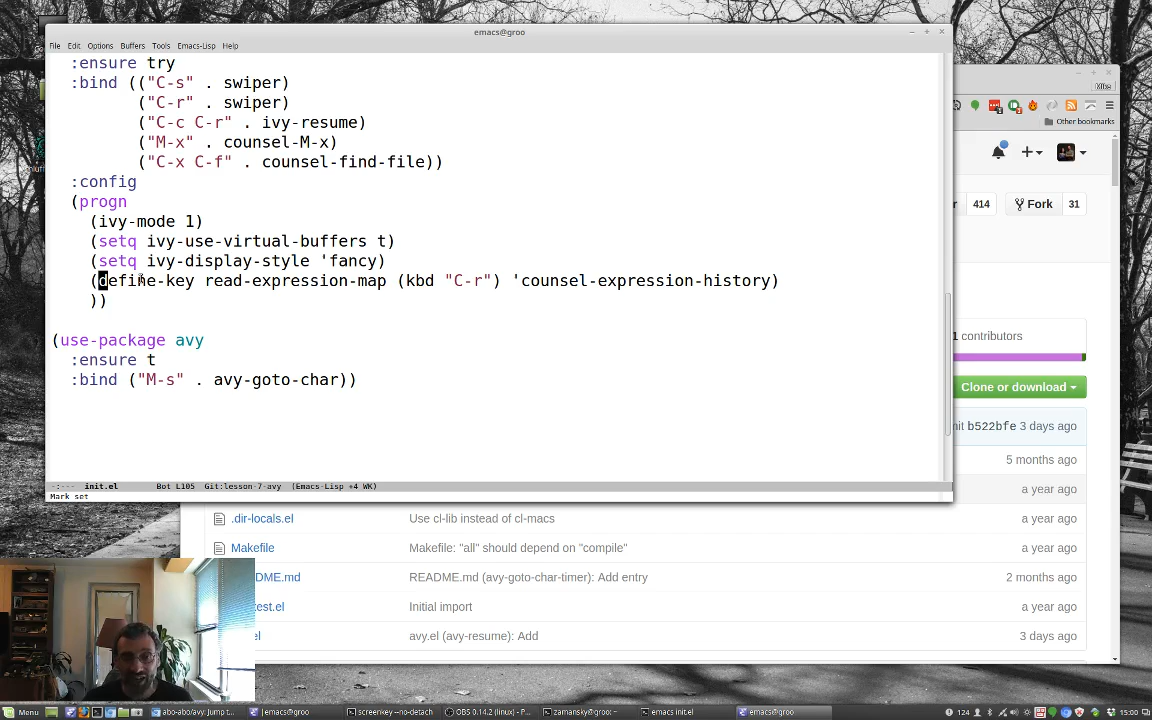 emacs@groo
File Edit Options Buffers Tools Emacs-Lisp Help
:ensure try
:bind (("C-s" . swiper)
("C-r" . swiper)
("C-c C-r" . ivy-resume)
("M-x" . counsel-M-x)
("C-x C-f" . counsel-find-file))
:config
(progn
(ivy-mode 1)
(setq ivy-use-virtual-buffers t)
(setq ivy-display-style 'fancy)
(define-key read-expression-map (kbd "C-r") 'counsel-expression-history)
))
(use-package avy
:ensure t
:bind ("M-s" . avy-goto-char))
-:--- init.el Bot L105 Git:lesson-7-avy (Emacs-Lisp +4 WK)
Mark set
Other bookmarks
r 414 Fork 31
1 contributors
Clone or download
nit b522bfe 3 days ago
5 months ago
a year ago
.dir-locals.el Use cl-lib instead of cl-macs a year ago
Makefile Makefile: "all" should depend on "compile" a year ago
DME.md README.md (avy-goto-char-timer): Add entry 2 months ago
test.el Initial import a year ago
el avy.el (avy-resume): Add 3 days ago
Menu abo-abo/avy: Jump t... [emacs@groo] screenkey --no-detach OBS 0.14.2 (linux) - P... zamansky@groo: ~ emacs init.el emacs@groo 124 15:00